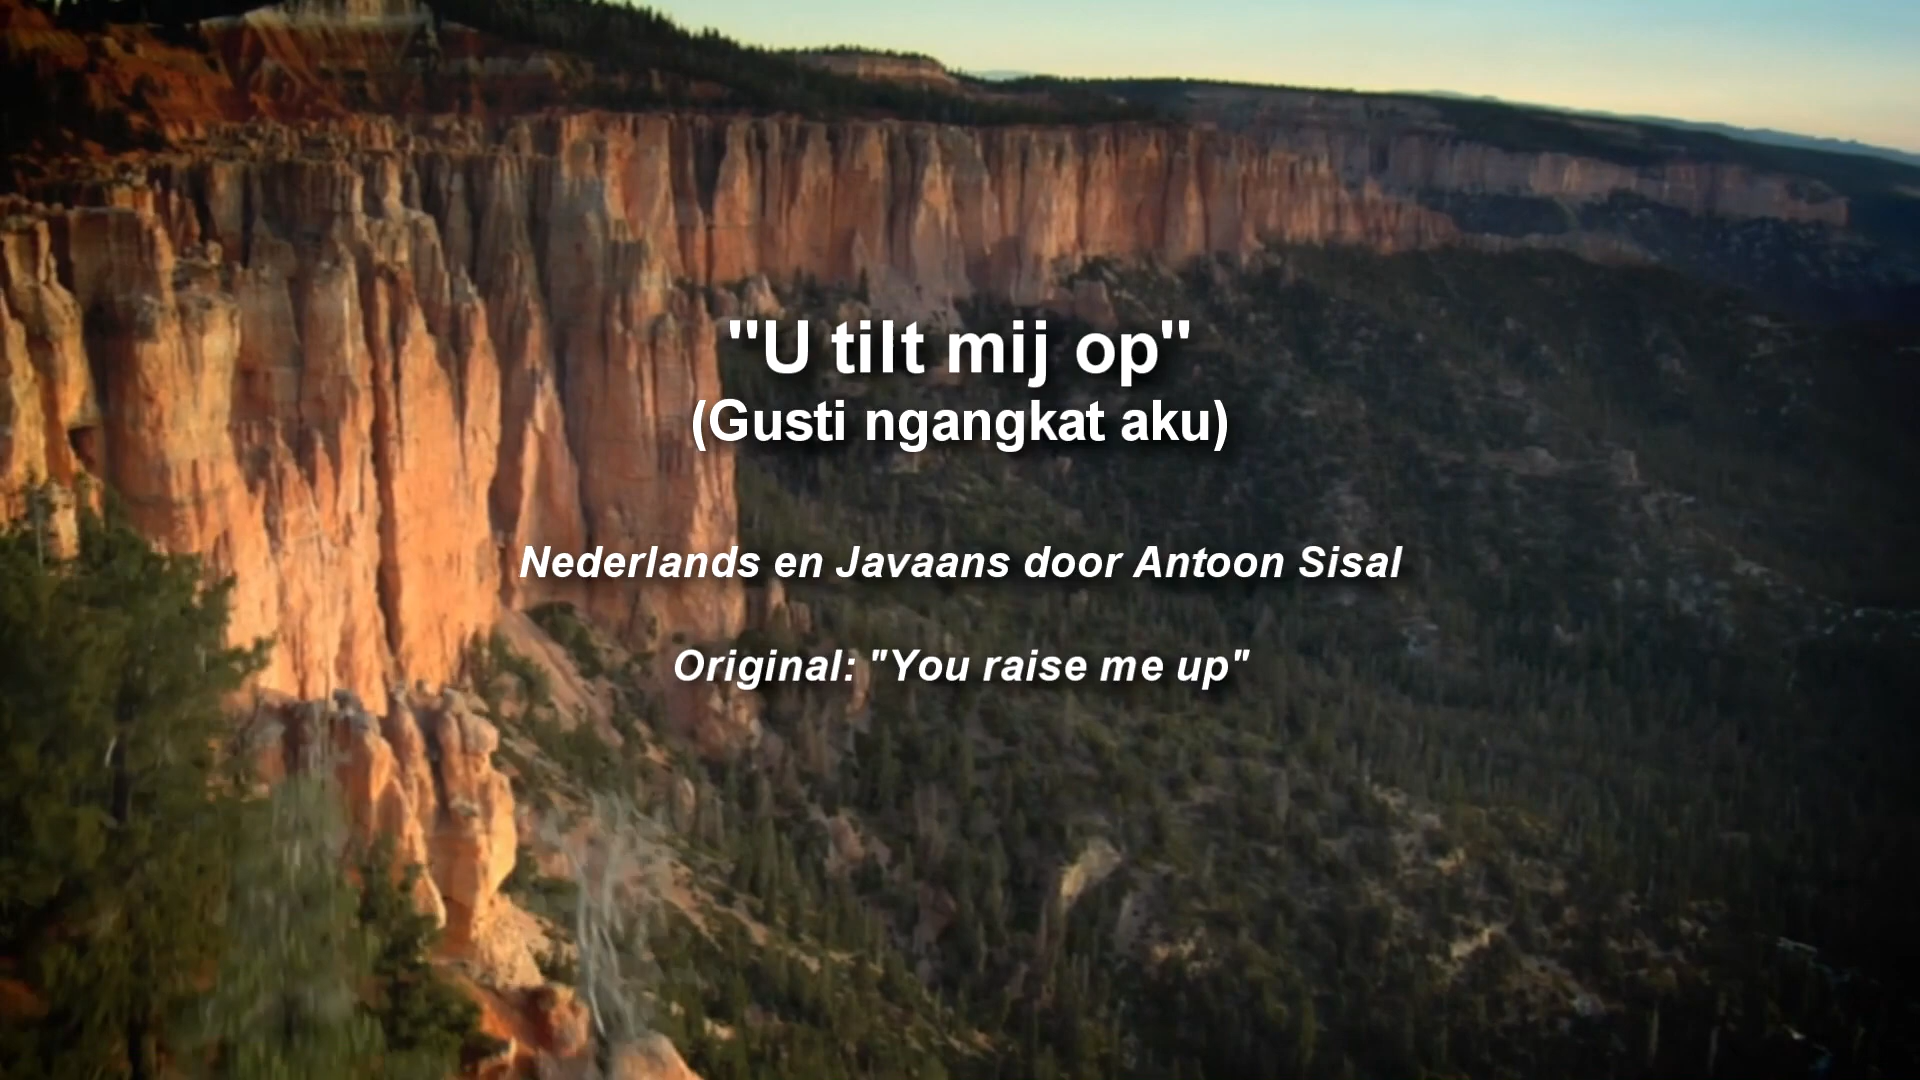 "U tilt mij op"
(Gusti ngangkat aku)
Nederlands en Javaans door Antoon Sisal
Original: "You raise me up"